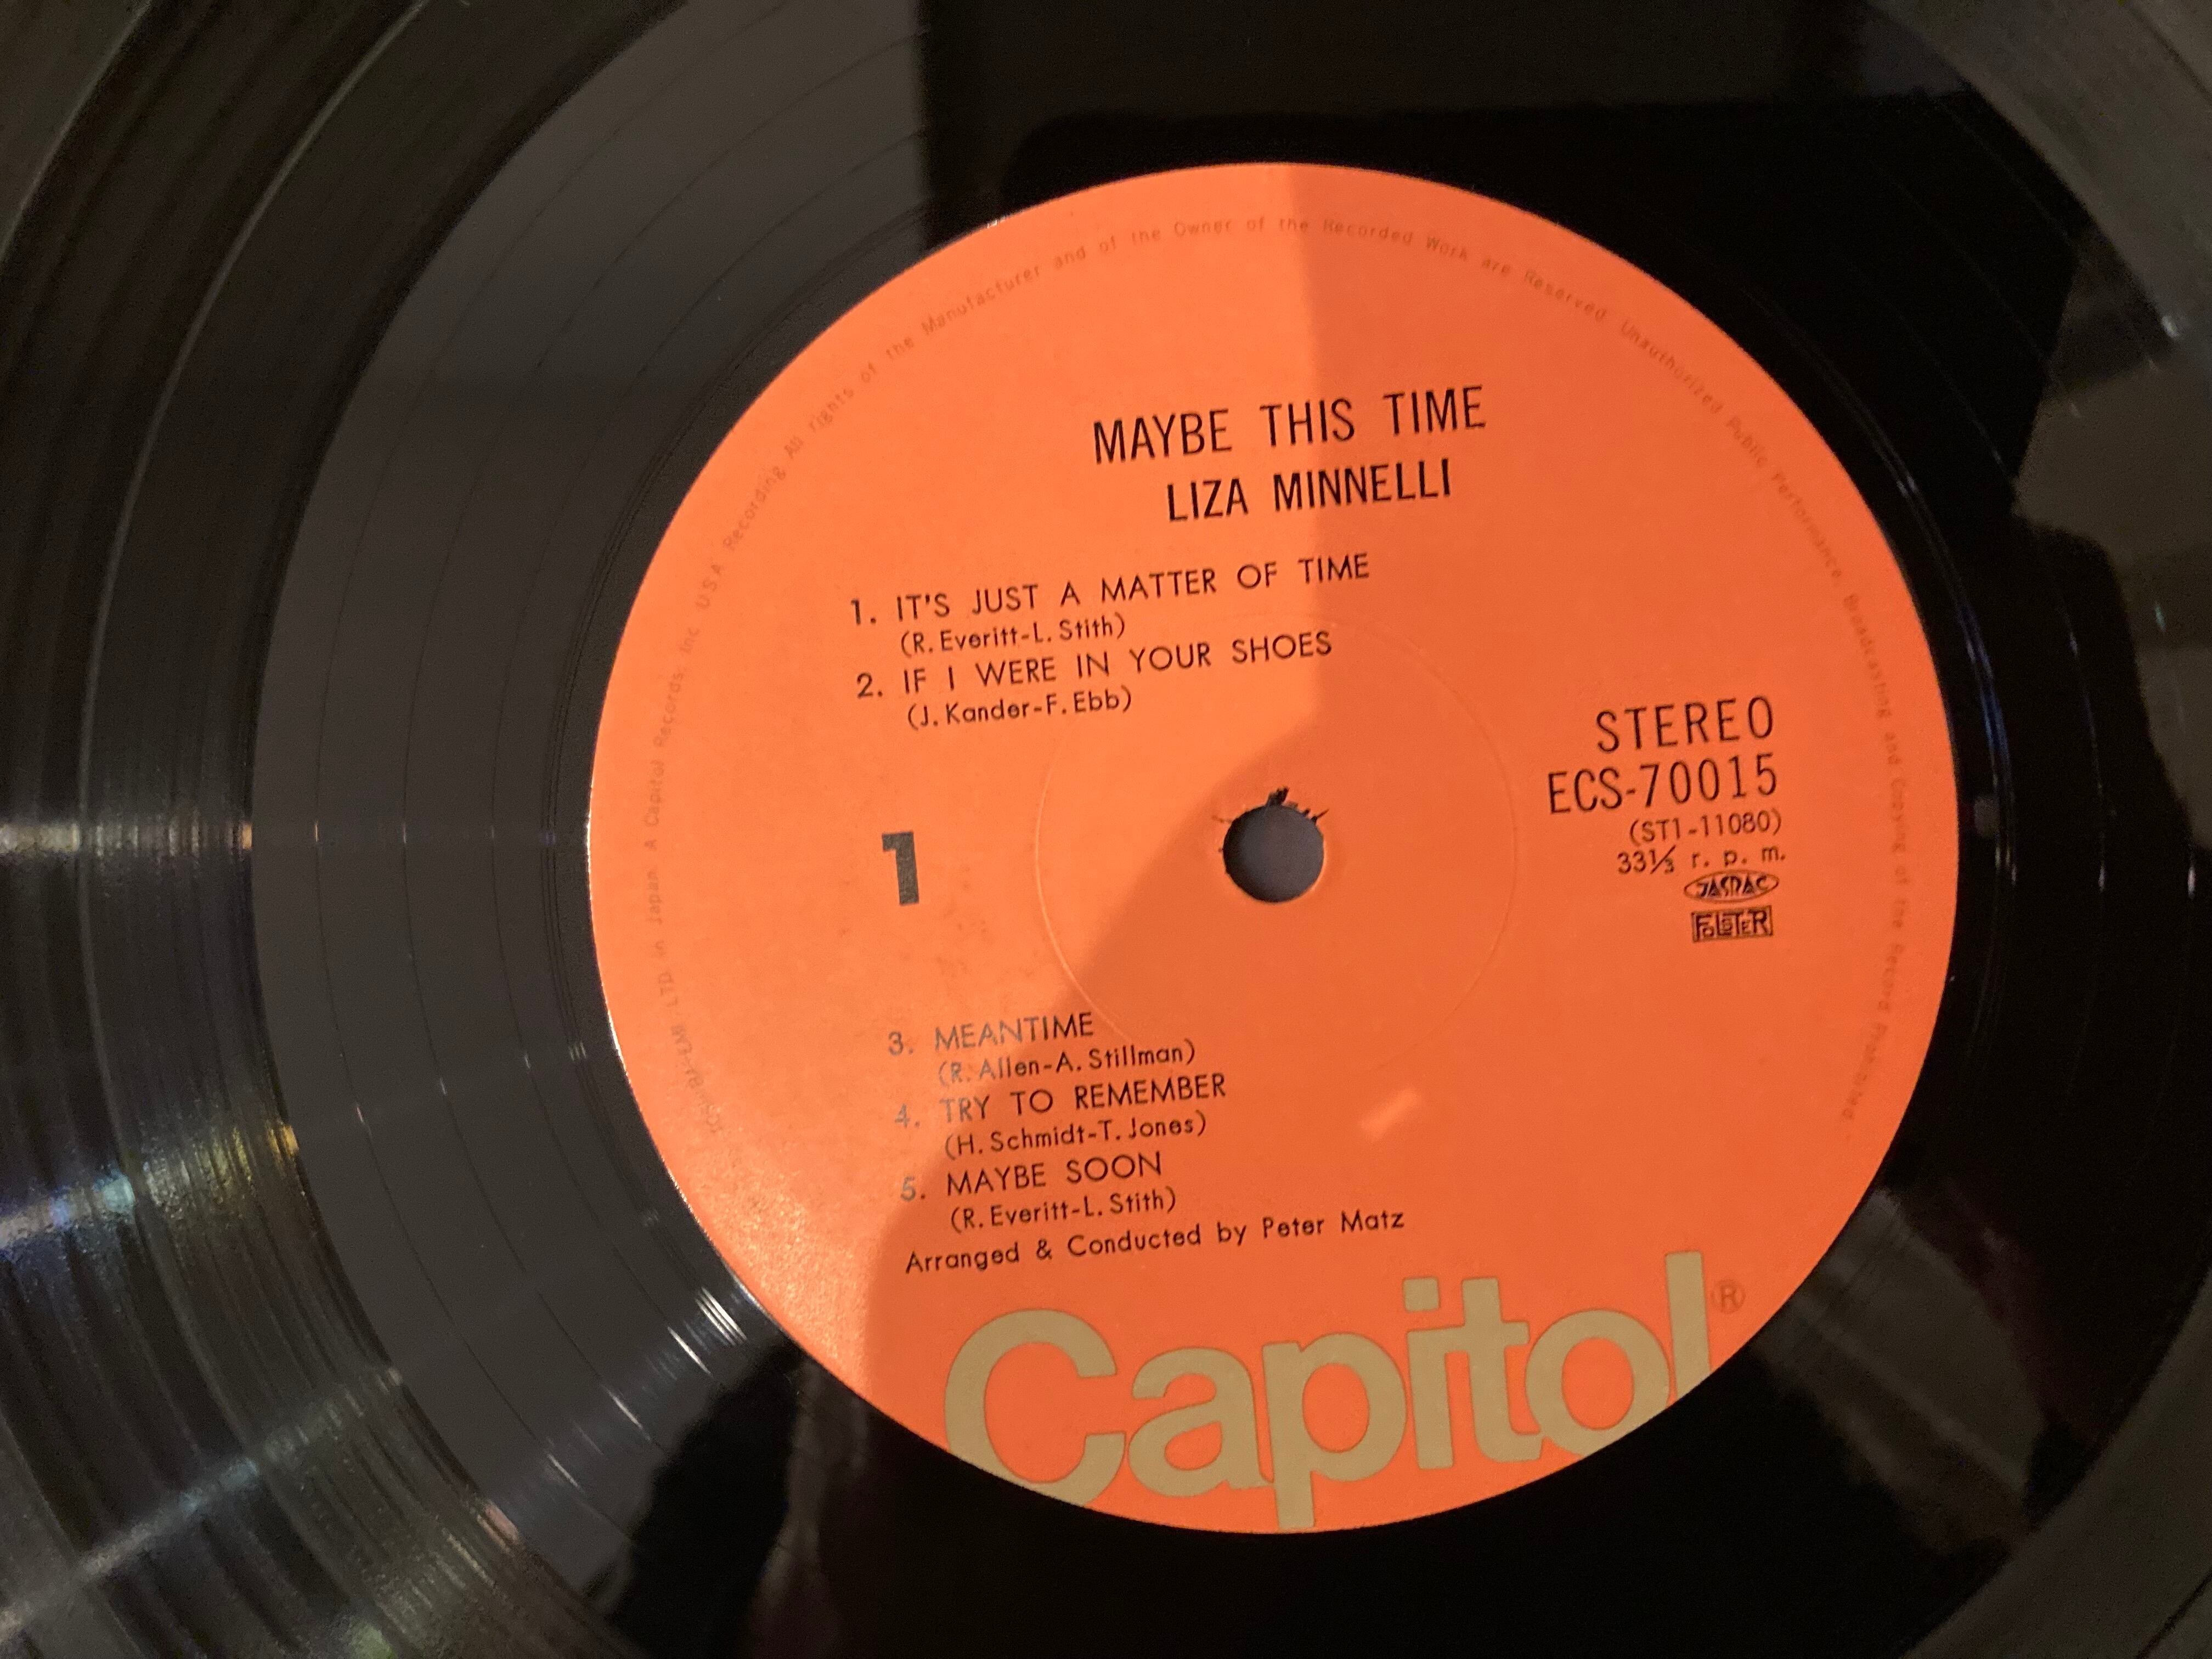 Toshiba-EMI LTD. in Japan. A Capitol Records, Inc. U.S.A. Recording All rights of the Manufacturer and of the Owner of the Recorded Work are Reserved. Unauthorized Public Performance, Broadcasting and Copying of the Record Prohibited.
MAYBE THIS TIME
LIZA MINNELLI
1. IT'S JUST A MATTER OF TIME
(R. Everitt-L. Stith)
2. IF I WERE IN YOUR SHOES
(J. Kander-F. Ebb)
STEREO
ECS-70015
(ST1-11080)
33⅓ r. p. m.
JASRAC
FOLSTER
1
3. MEANTIME
(R. Allen-A. Stillman)
4. TRY TO REMEMBER
(H. Schmidt-T. Jones)
5. MAYBE SOON
(R. Everitt-L. Stith)
Arranged & Conducted by Peter Matz
Capitol®